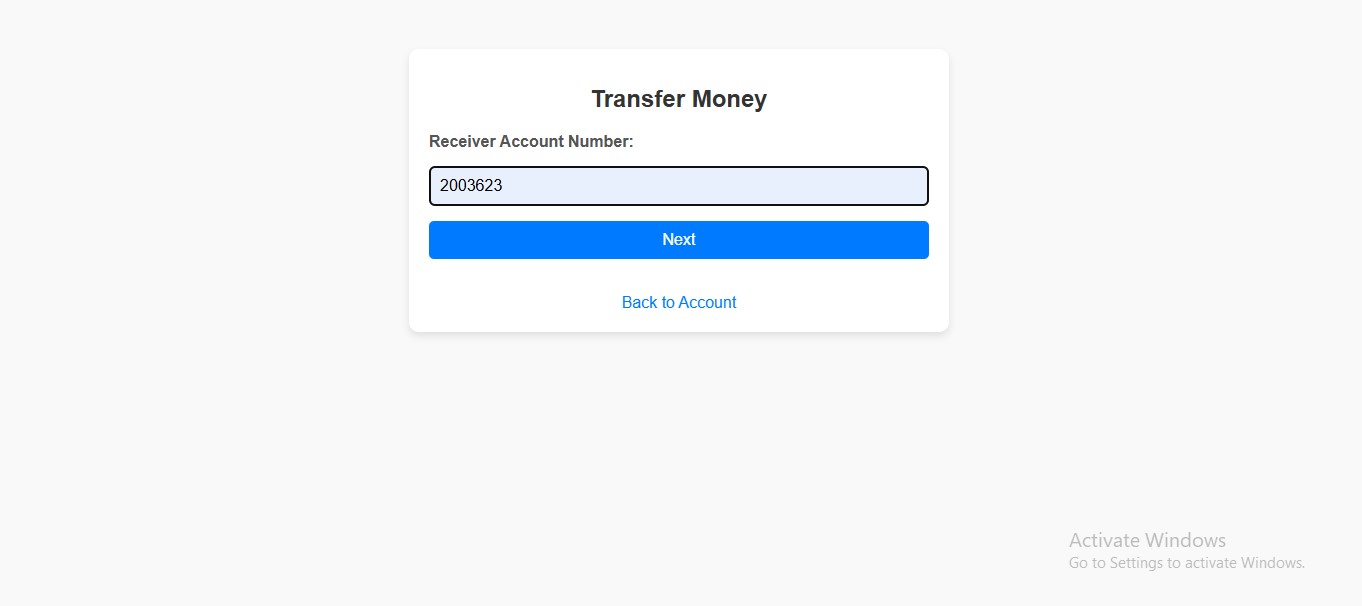 Transfer Money
Receiver Account Number:
2003623
Next
Back to Account
Activate Windows
Go to Settings to activate Windows.